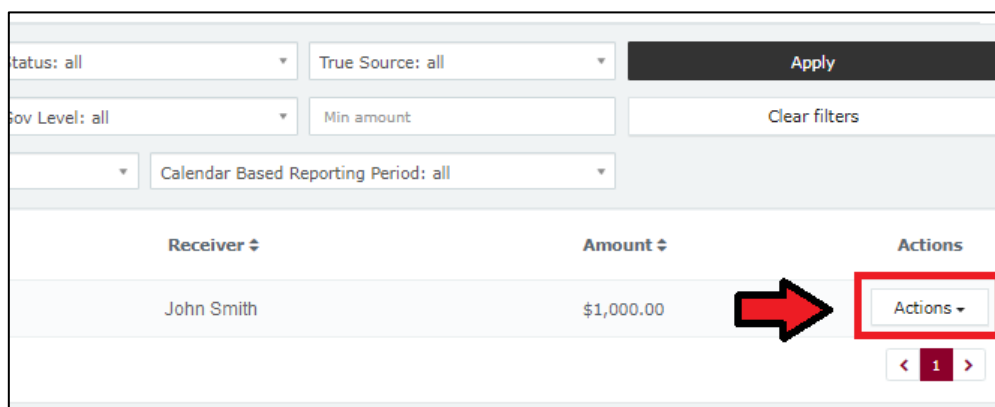 Status: all True Source: all Apply
Gov Level: all Min amount Clear filters
Calendar Based Reporting Period: all
Receiver Amount Actions
John Smith $1,000.00 Actions
1